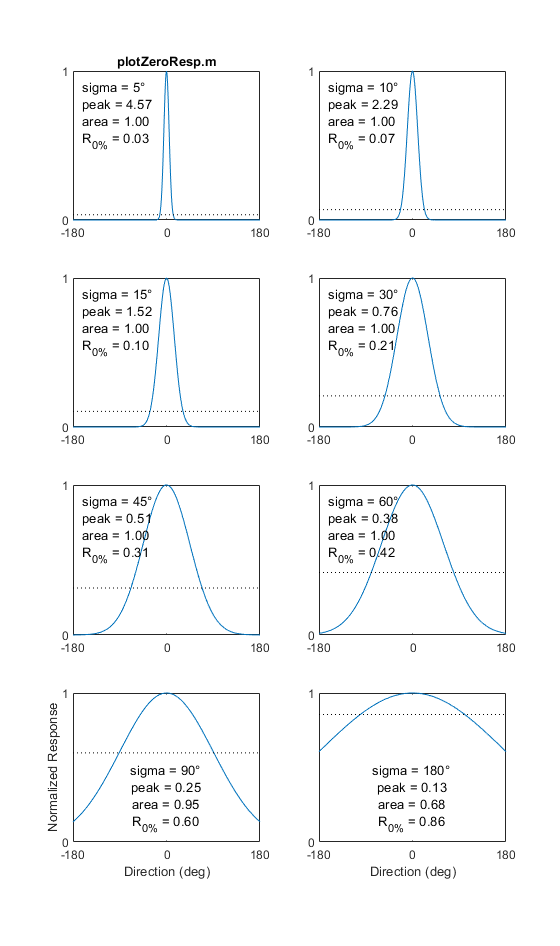 plotZeroResp.m
1
sigma = 5°
peak = 4.57
area = 1.00
R0% = 0.03
0
-180 0 180
1
sigma = 10°
peak = 2.29
area = 1.00
R0% = 0.07
0
-180 0 180
1
sigma = 15°
peak = 1.52
area = 1.00
R0% = 0.10
0
-180 0 180
1
sigma = 30°
peak = 0.76
area = 1.00
R0% = 0.21
0
-180 0 180
1
sigma = 45°
peak = 0.51
area = 1.00
R0% = 0.31
0
-180 0 180
1
sigma = 60°
peak = 0.38
area = 1.00
R0% = 0.42
0
-180 0 180
Normalized Response
1
sigma = 90°
peak = 0.25
area = 0.95
R0% = 0.60
0
-180 0 180
Direction (deg)
1
sigma = 180°
peak = 0.13
area = 0.68
R0% = 0.86
0
-180 0 180
Direction (deg)